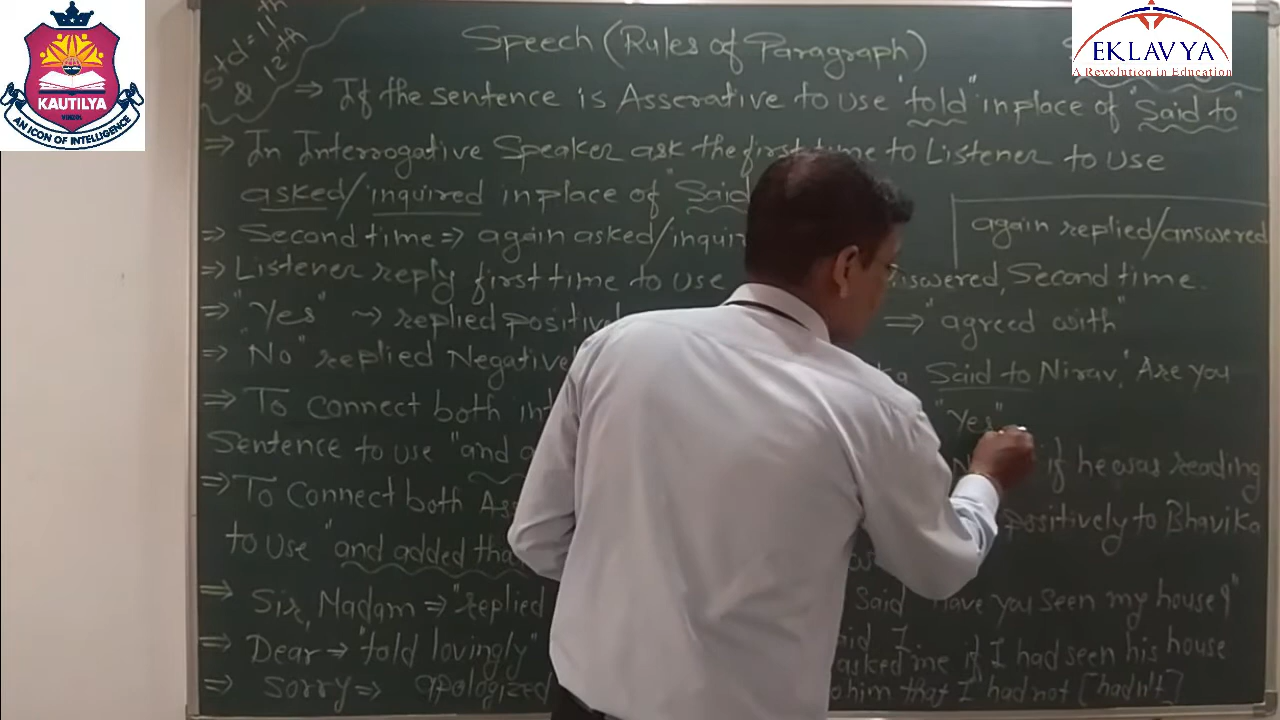 KAUTILYA
VINZOL
AN ICON OF INTELLIGENCE
EKLAVYA
A Revolution in Education
Std = 11th
& 12th
Speech (Rules of Paragraph)
⇒ If the sentence is Asserative to use "told" in place of "Said to"
⇒ In Interrogative Speaker ask the first time to Listener to use
asked/inquired in place of "Said
⇒ Second time ⇒ again asked/inquir
again replied/answered
⇒ Listener reply first time to use answered, Second time.
⇒ "Yes" → replied positivel ⇒ "agreed with"
⇒ "No" replied Negative
Said to Nirav, "Are you
⇒ To Connect both int
"Yes"
Sentence to use "and a
if he was reading
⇒ To Connect both Ass
positively to Bhavika
to use "and added tha
⇒ Sir, Madam ⇒ "replied
Said "Have you seen my house?"
⇒ Dear → "told lovingly"
said I
asked me if I had seen his house
⇒ Sorry ⇒ apologized
to him that I had not [hadn't]